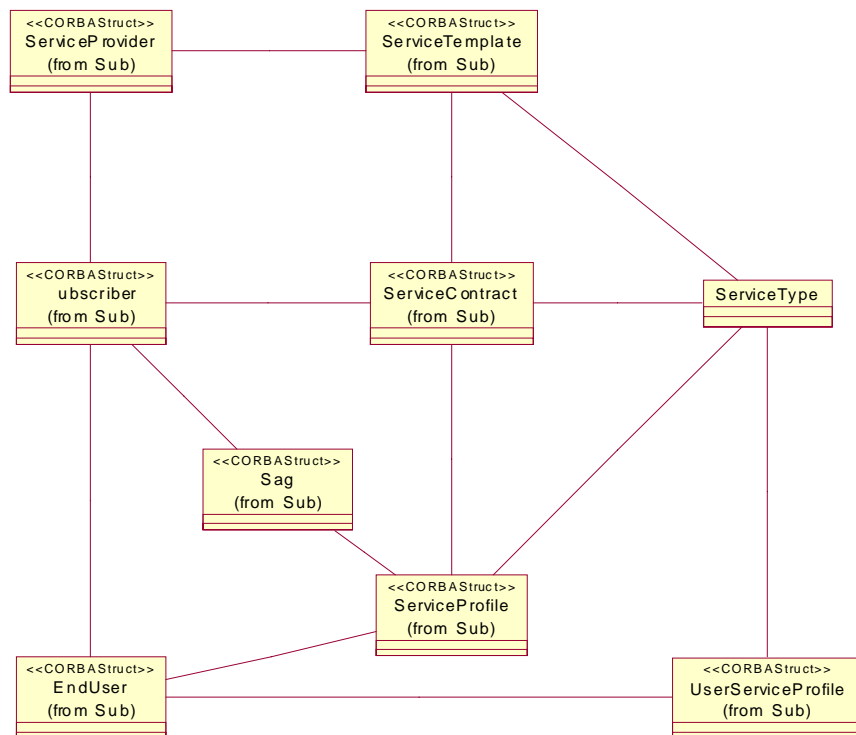 <<CORBAStruct>>
ServiceProvider
(from Sub)
<<CORBAStruct>>
ServiceTemplate
(from Sub)
<<CORBAStruct>>
ubscriber
(from Sub)
<<CORBAStruct>>
ServiceContract
(from Sub)
ServiceType
<<CORBAStruct>>
Sag
(from Sub)
<<CORBAStruct>>
ServiceProfile
(from Sub)
<<CORBAStruct>>
EndUser
(from Sub)
<<CORBAStruct>>
UserServiceProfile
(from Sub)